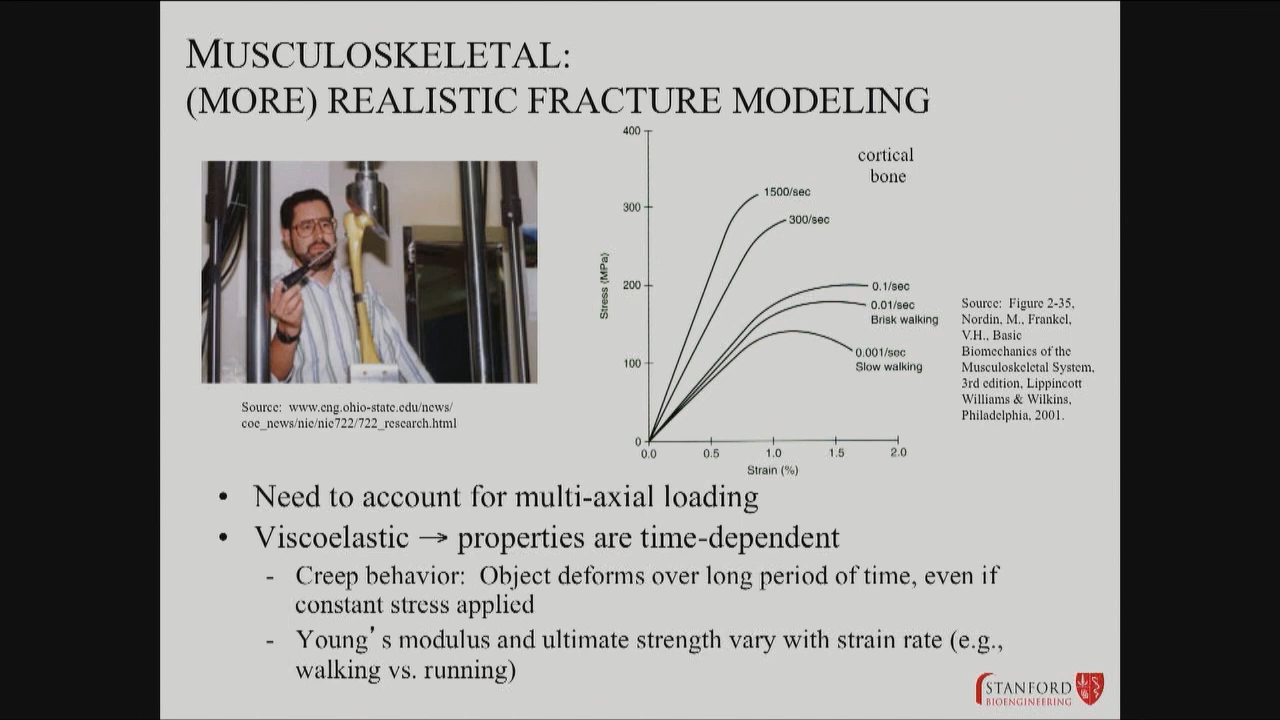 MUSCULOSKELETAL:
(MORE) REALISTIC FRACTURE MODELING
400
300
200
100
0
Stress (MPa)
0.0 0.5 1.0 1.5 2.0
Strain (%)
cortical
bone
1500/sec
300/sec
0.1/sec
0.01/sec
Brisk walking
0.001/sec
Slow walking
Source: Figure 2-35,
Nordin, M., Frankel,
V.H., Basic
Biomechanics of the
Musculoskeletal System,
3rd edition, Lippincott
Williams & Wilkins,
Philadelphia, 2001.
Source: www.eng.ohio-state.edu/news/
coe_news/nie/nie722/722_research.html
• Need to account for multi-axial loading
• Viscoelastic → properties are time-dependent
- Creep behavior: Object deforms over long period of time, even if
constant stress applied
- Young's modulus and ultimate strength vary with strain rate (e.g.,
walking vs. running)
STANFORD
BIOENGINEERING